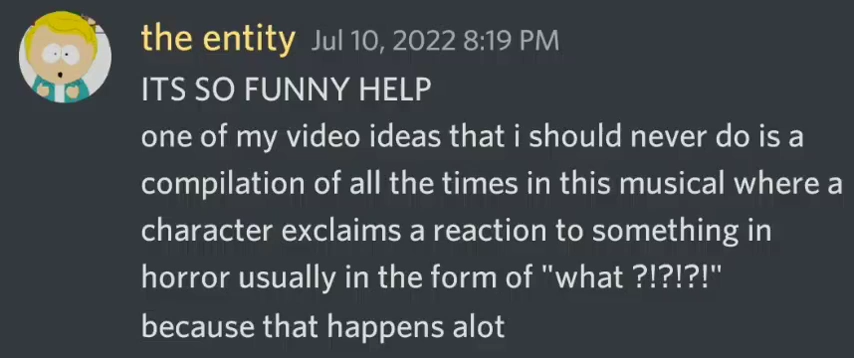 the entity Jul 10, 2022 8:19 PM
ITS SO FUNNY HELP
one of my video ideas that i should never do is a
compilation of all the times in this musical where a
character exclaims a reaction to something in
horror usually in the form of "what ?!?!?!"
because that happens alot